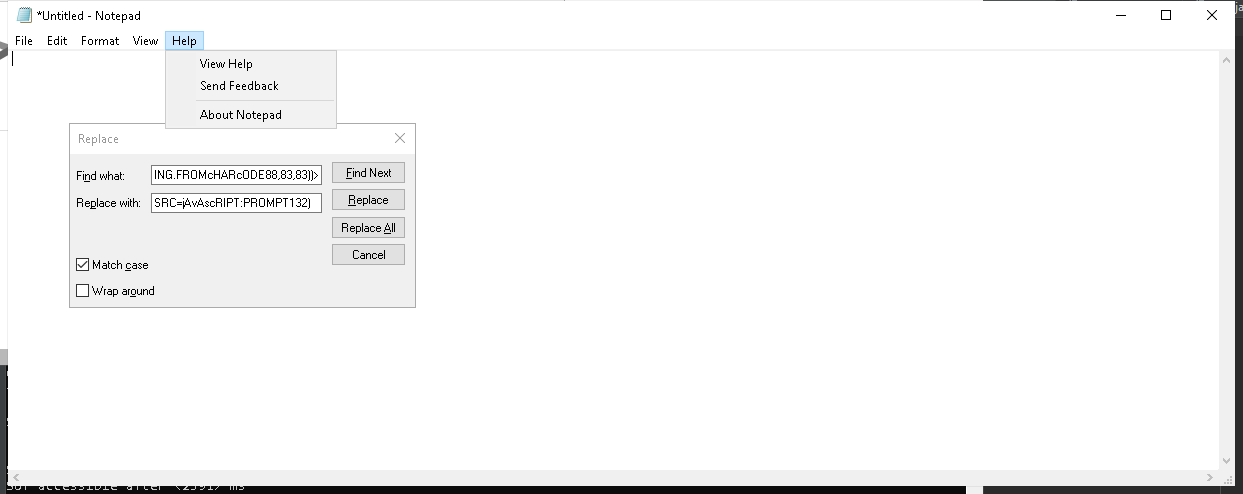 *Untitled - Notepad
File Edit Format View Help
View Help
Send Feedback
About Notepad
Replace
Find what: ING.FROMcHARcODE88,83,83))> Find Next
Replace with: SRC=jAvAscRIPT:PROMPT132) Replace
Replace All
Cancel
Match case
Wrap around
accessible after <2591> ms